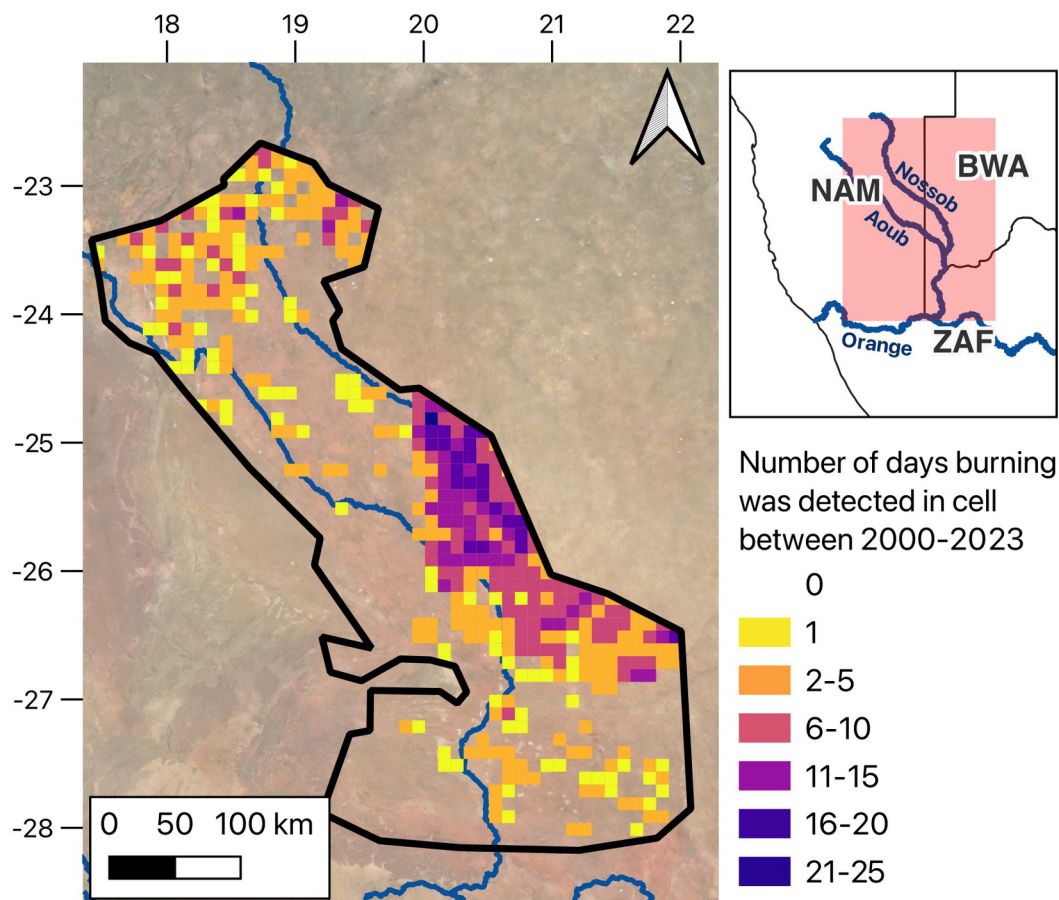 18 19 20 21 22
-23
-24
-25
-26
-27
-28
0 50 100 km
NAM
BWA
Nossob
Aoub
Orange
ZAF
Number of days burning
was detected in cell
between 2000-2023
0
1
2-5
6-10
11-15
16-20
21-25